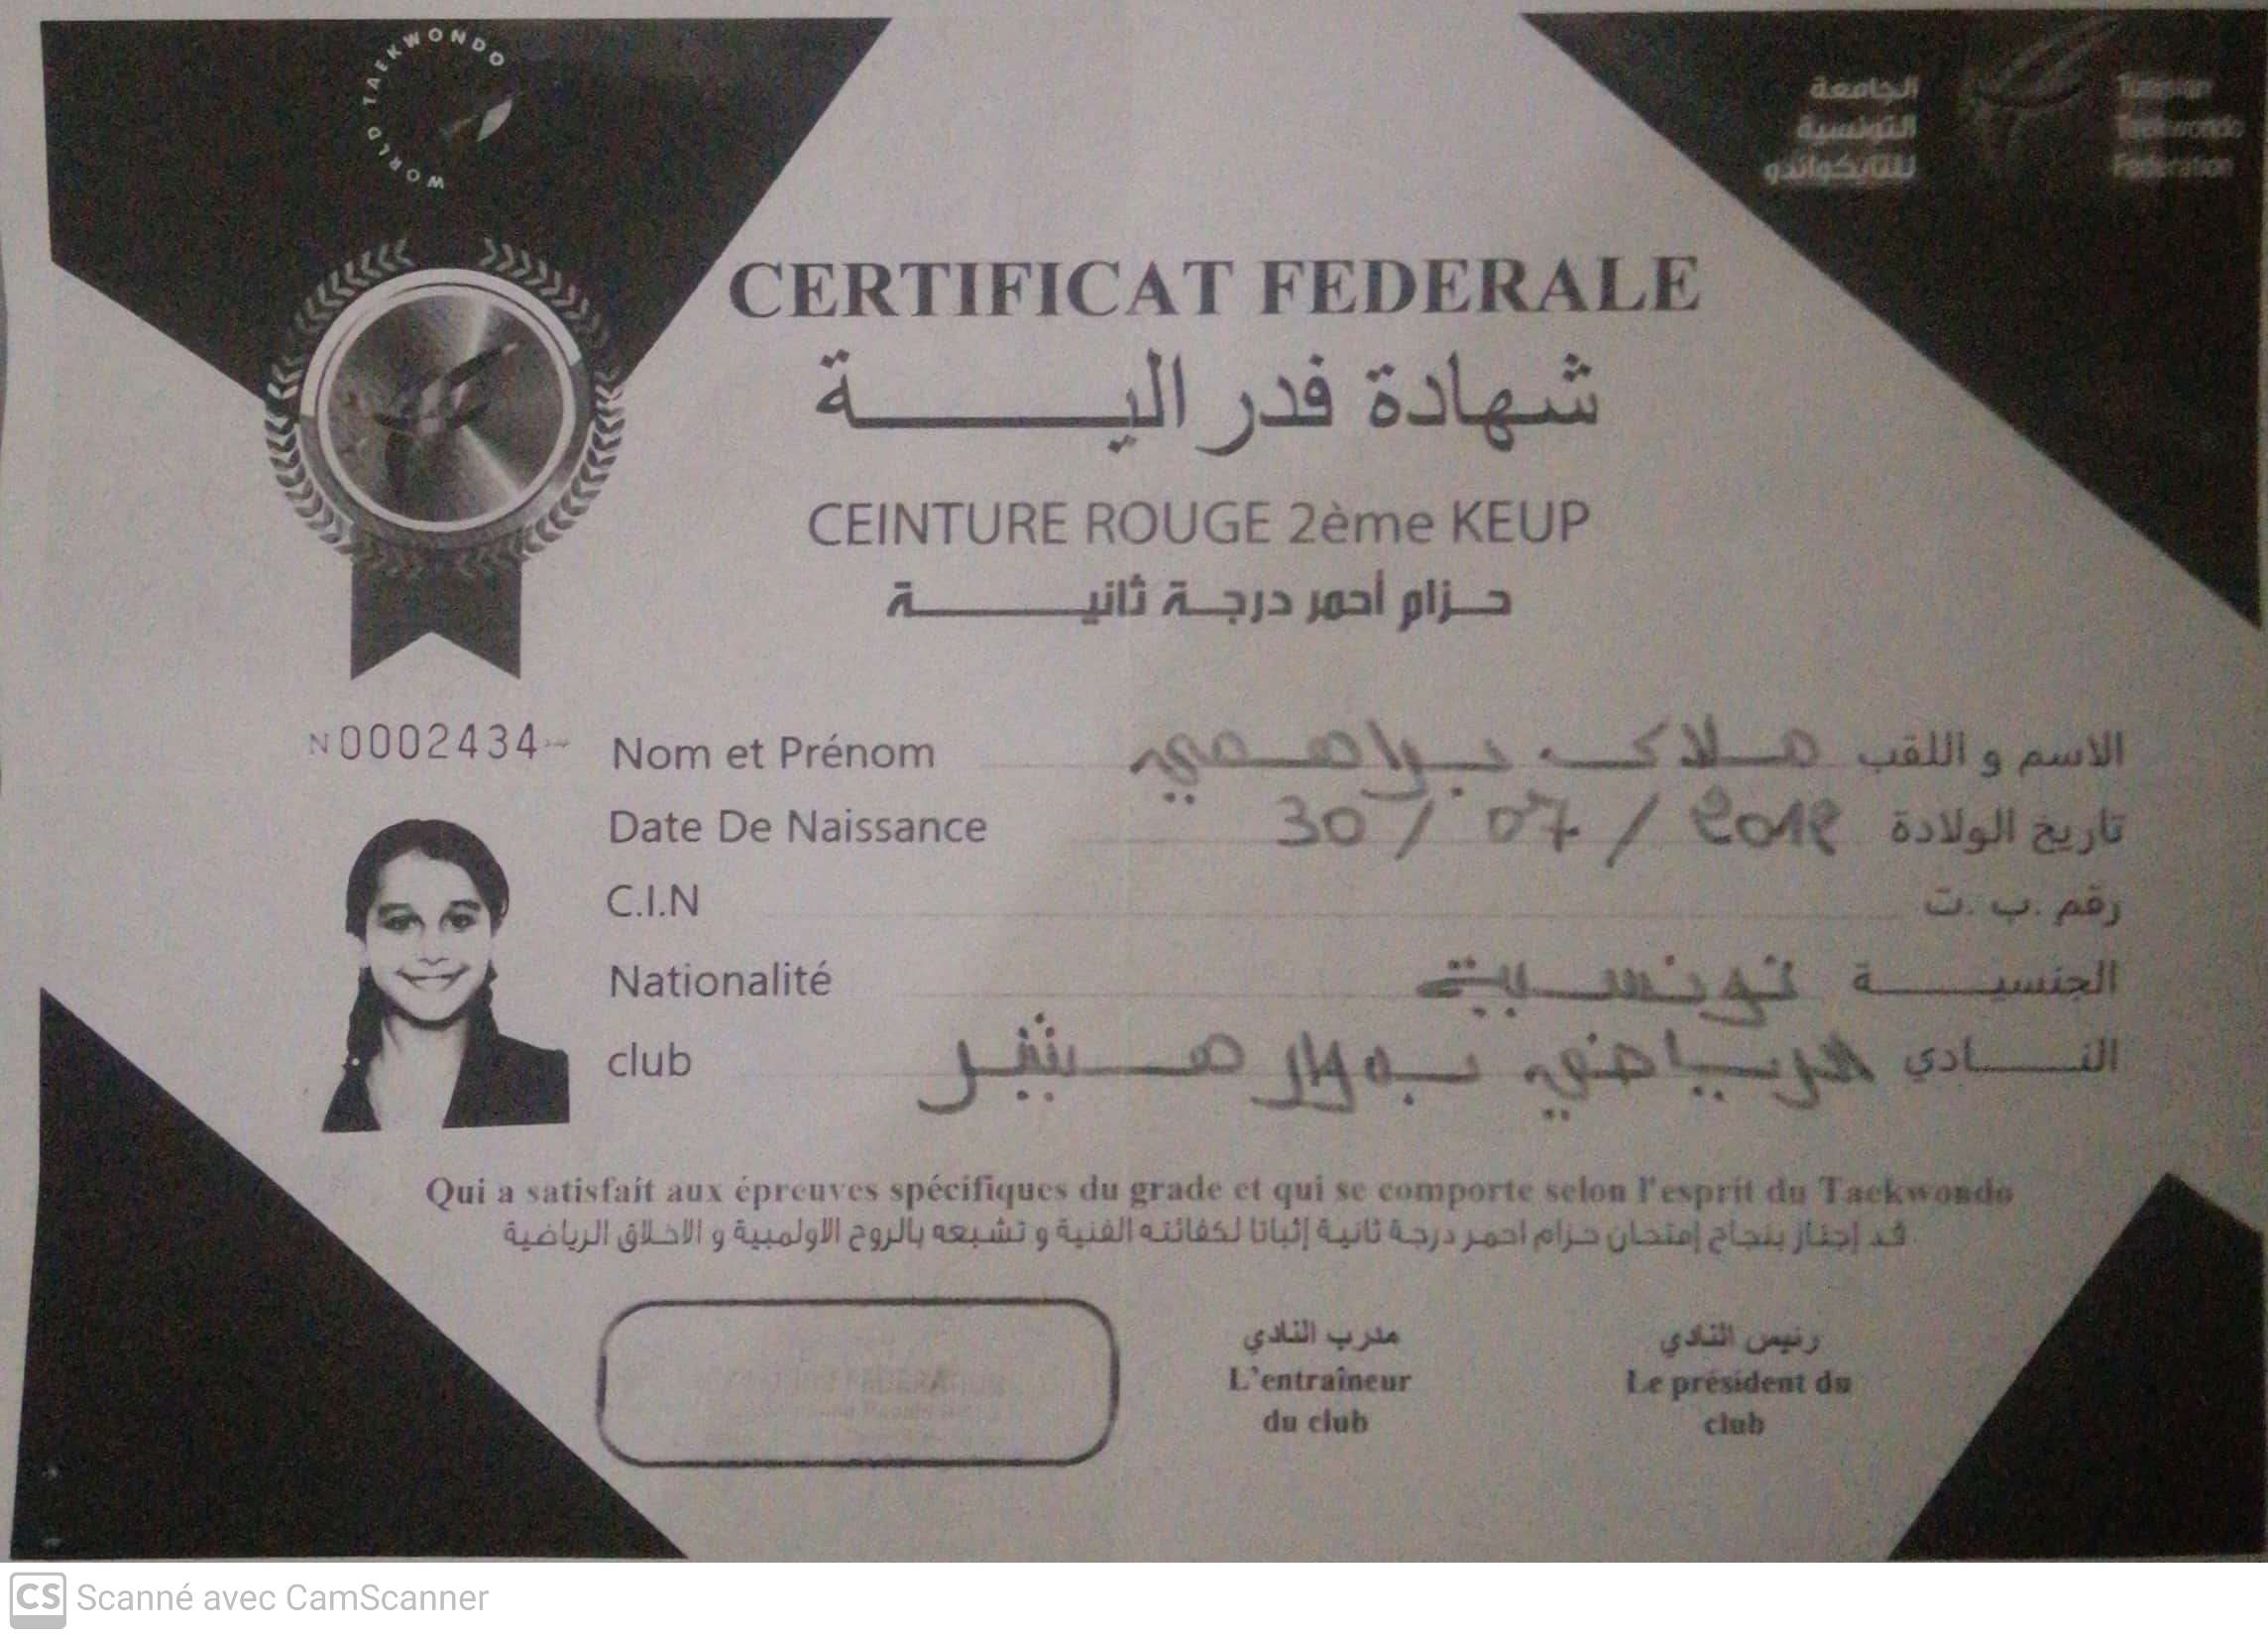 WORLD TAEKWONDO
الجامعة
التونسية
للتايكواندو
Tunisian
Taekwondo
Federation
CERTIFICAT FEDERALE
شهادة فدرالية
CEINTURE ROUGE 2ème KEUP
حزام أحمر درجة ثانية
N0002434
Nom et Prénom ملاك براهمي الاسم و اللقب
Date De Naissance 30/07/2012 تاريخ الولادة
C.I.N رقم .ب .ت
Nationalité تونسية الجنسية
club الرياضي النادي
Qui a satisfait aux épreuves spécifiques du grade et qui se comporte selon l'esprit du Taekwondo
قد إجتاز بنجاح إمتحان حزام احمر درجة ثانية إثباتا لكفائته الفنية و تشبعه بالروح الاولمبية و الاخلاق الرياضية
مدرب النادي
L'entraîneur
du club
رئيس النادي
Le président du
club
CS Scanné avec CamScanner